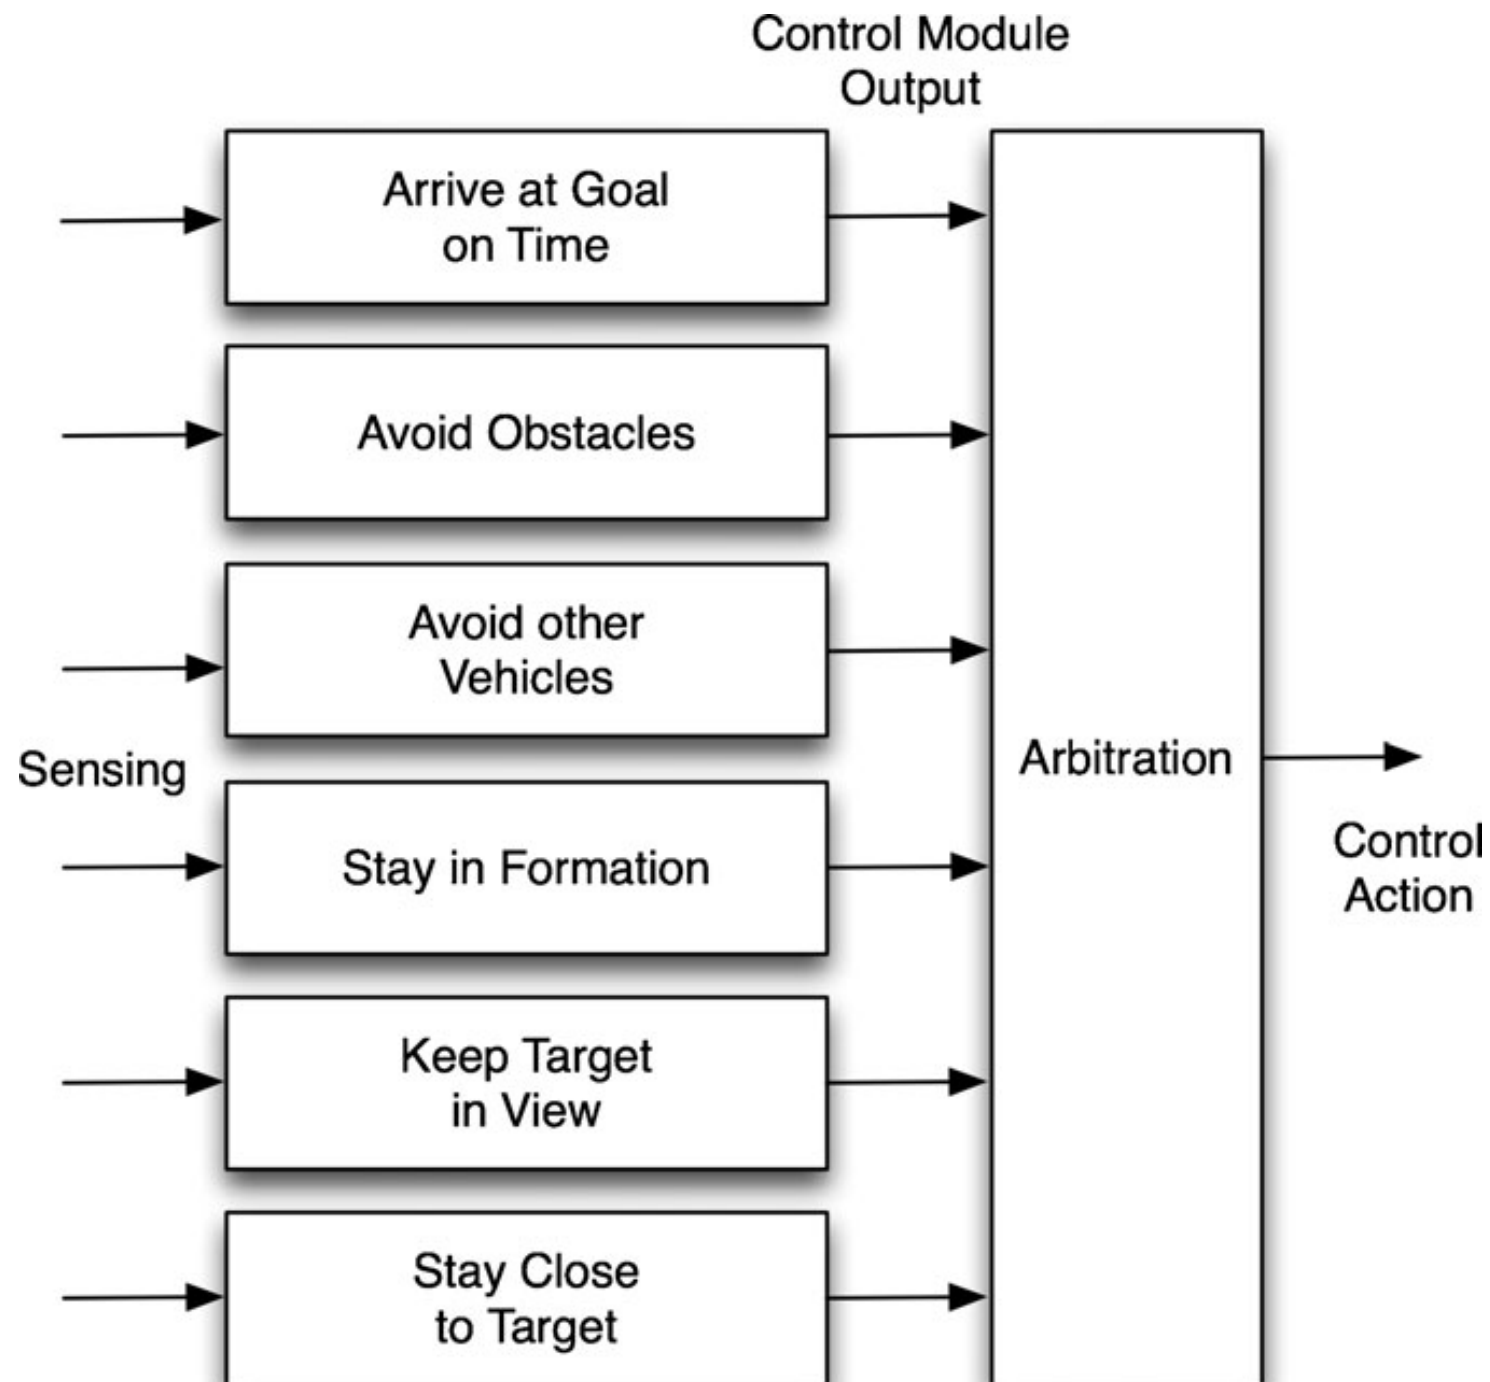 Control Module
Output
Arrive at Goal
on Time
Avoid Obstacles
Avoid other
Vehicles
Sensing
Arbitration
Control
Action
Stay in Formation
Keep Target
in View
Stay Close
to Target